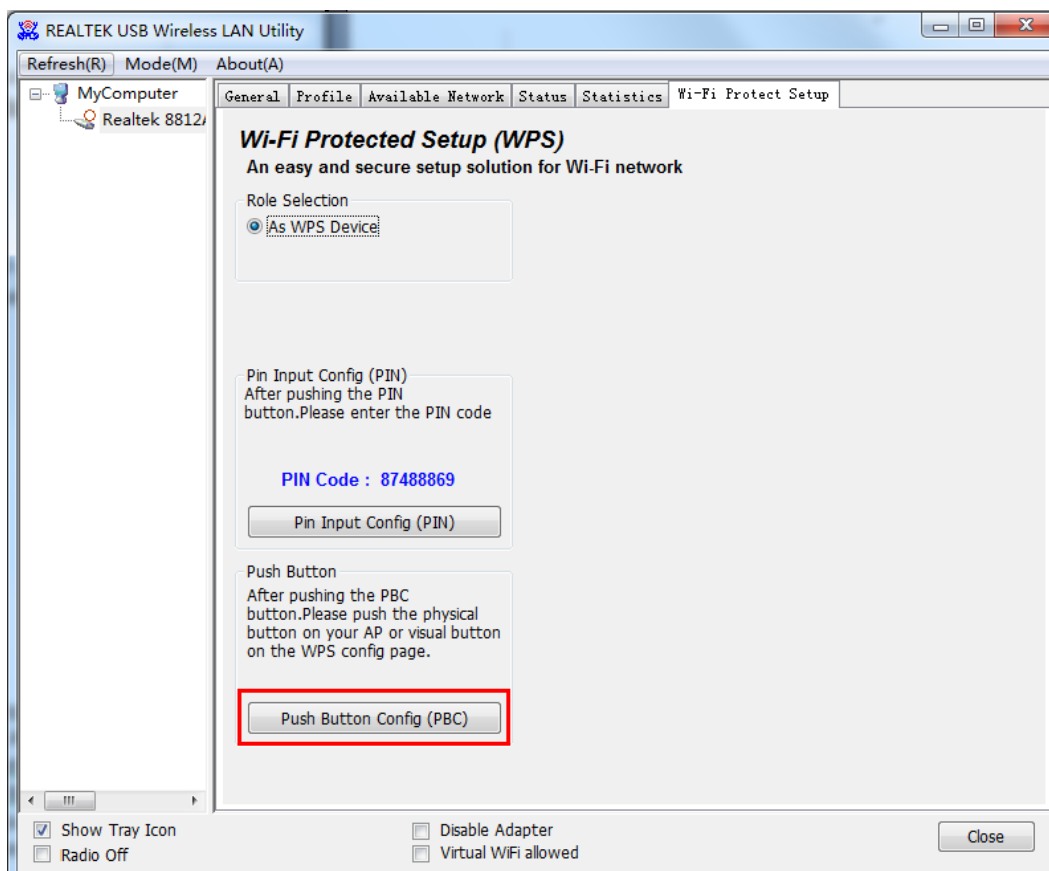 REALTEK USB Wireless LAN Utility
Refresh(R) Mode(M) About(A)
MyComputer
Realtek 8812A
General Profile Available Network Status Statistics Wi-Fi Protect Setup
Wi-Fi Protected Setup (WPS)
An easy and secure setup solution for Wi-Fi network
Role Selection
As WPS Device
Pin Input Config (PIN)
After pushing the PIN
button.Please enter the PIN code
PIN Code : 87488869
Pin Input Config (PIN)
Push Button
After pushing the PBC
button.Please push the physical
button on your AP or visual button
on the WPS config page.
Push Button Config (PBC)
Show Tray Icon
Radio Off
Disable Adapter
Virtual WiFi allowed
Close